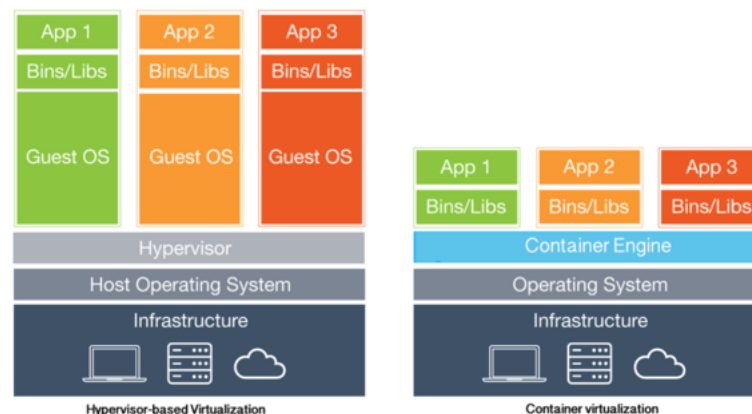 App 1
App 2
App 3
Bins/Libs
Bins/Libs
Bins/Libs
Guest OS
Guest OS
Guest OS
Hypervisor
Host Operating System
Infrastructure
Hypervisor-based Virtualization
App 1
App 2
App 3
Bins/Libs
Bins/Libs
Bins/Libs
Container Engine
Operating System
Infrastructure
Container virtualization